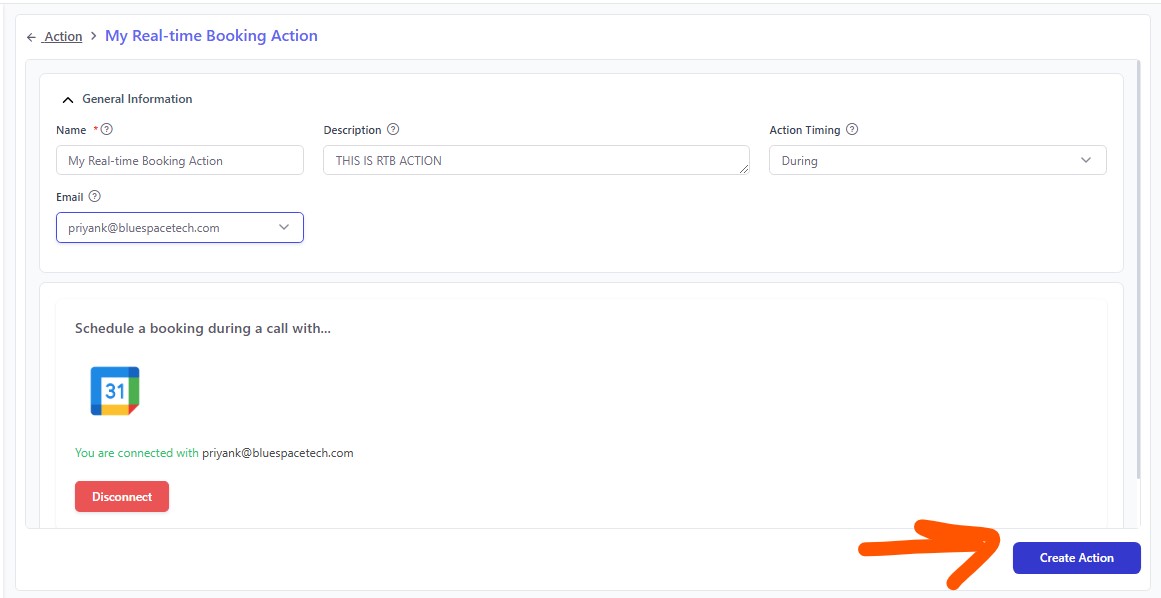 ← Action > My Real-time Booking Action
General Information
Name * ?
Description ?
Action Timing ?
My Real-time Booking Action
THIS IS RTB ACTION
During
Email ?
priyank@bluespacetech.com
Schedule a booking during a call with...
31
You are connected with priyank@bluespacetech.com
Disconnect
Create Action